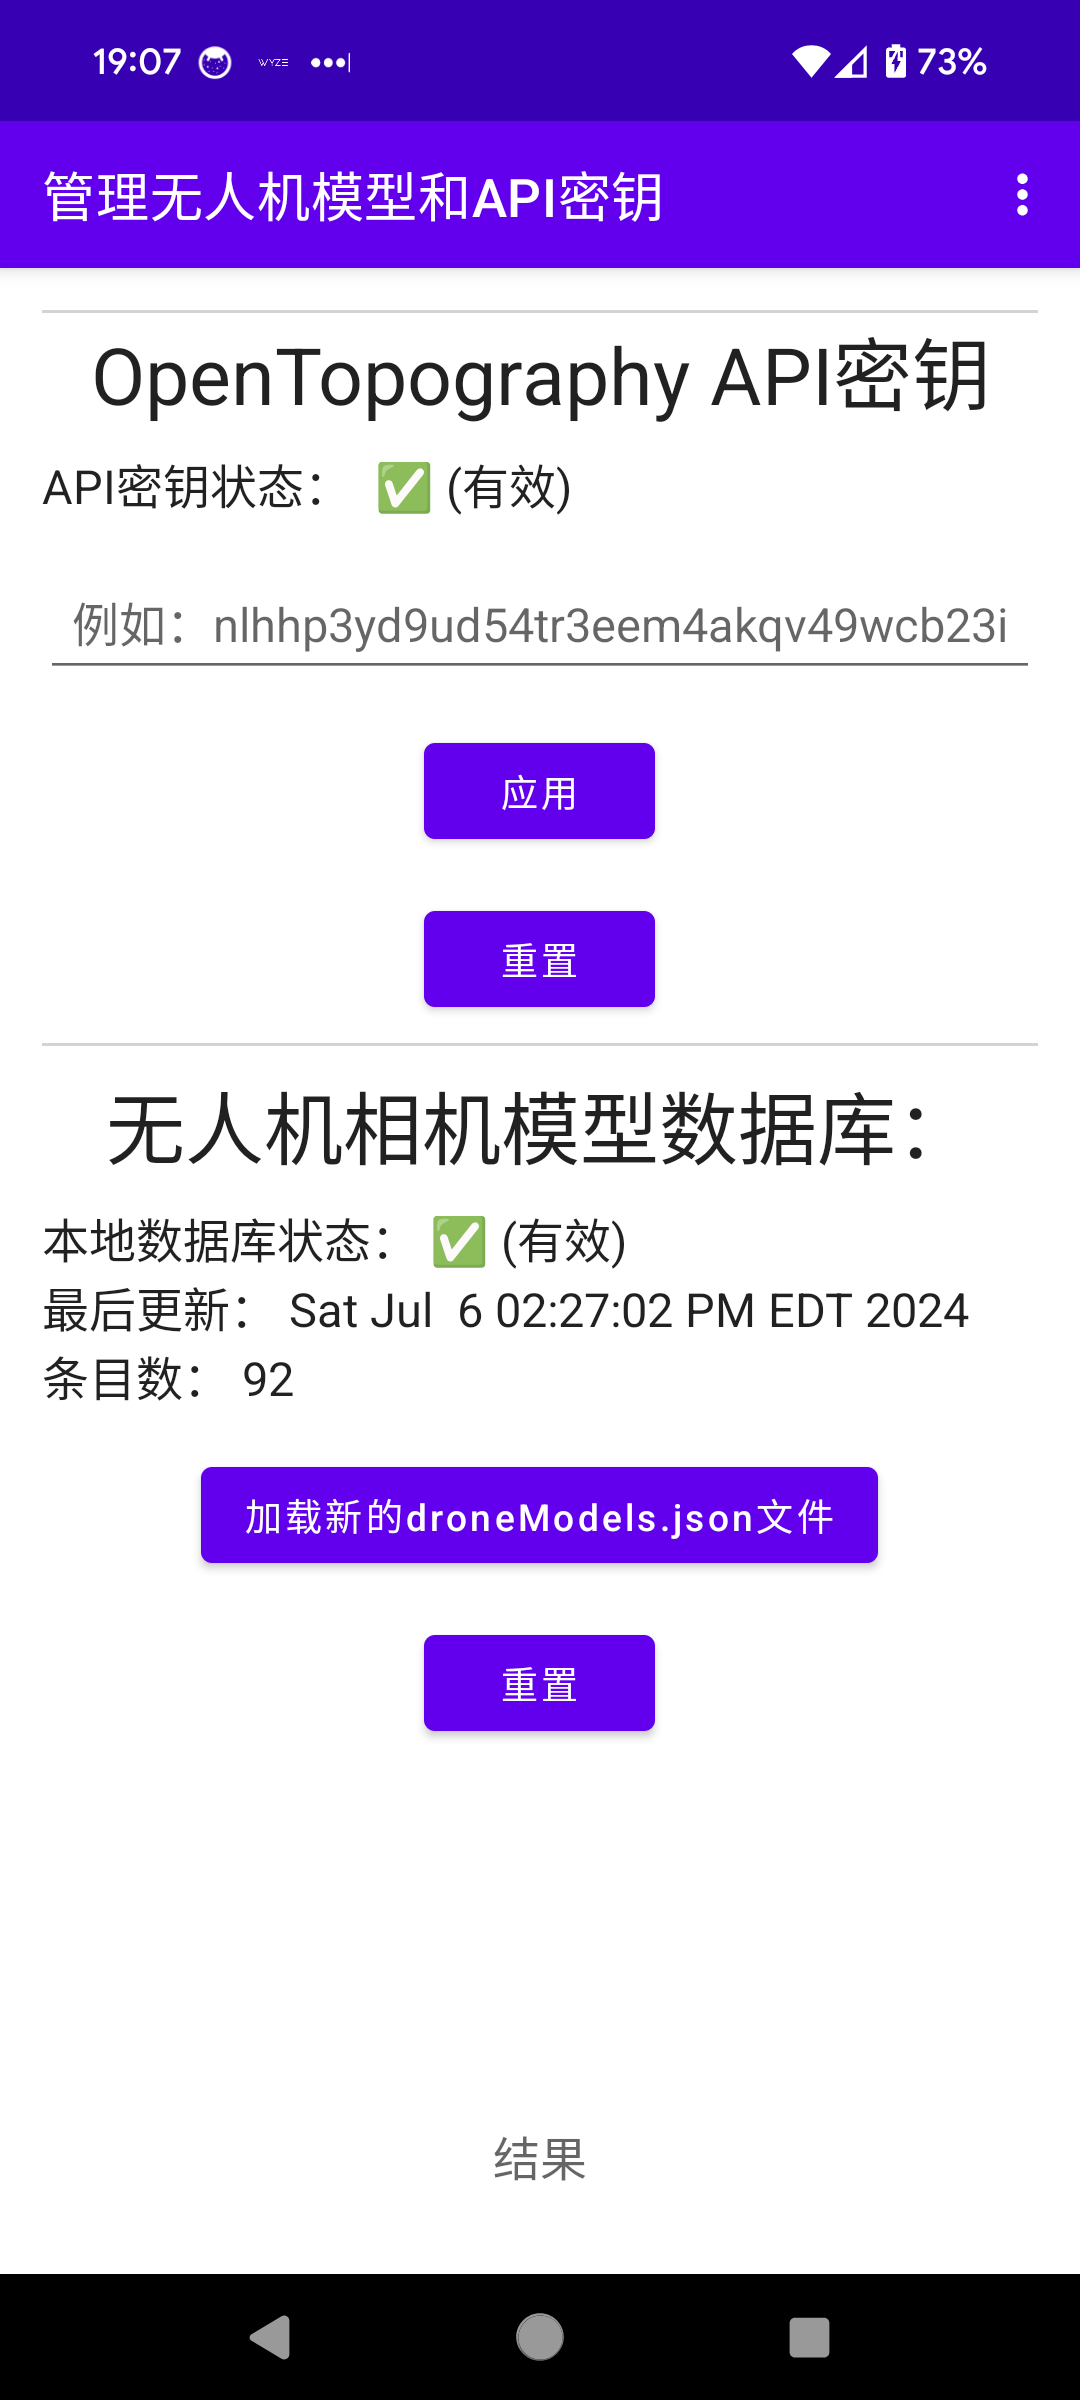 19:07 WYZE 73%
管理无人机模型和API密钥
OpenTopography API密钥
API密钥状态： ✅ (有效)
例如：nlhhp3yd9ud54tr3eem4akqv49wcb23i
应用
重置
无人机相机模型数据库：
本地数据库状态： ✅ (有效)
最后更新： Sat Jul  6 02:27:02 PM EDT 2024
条目数： 92
加载新的droneModels.json文件
重置
结果